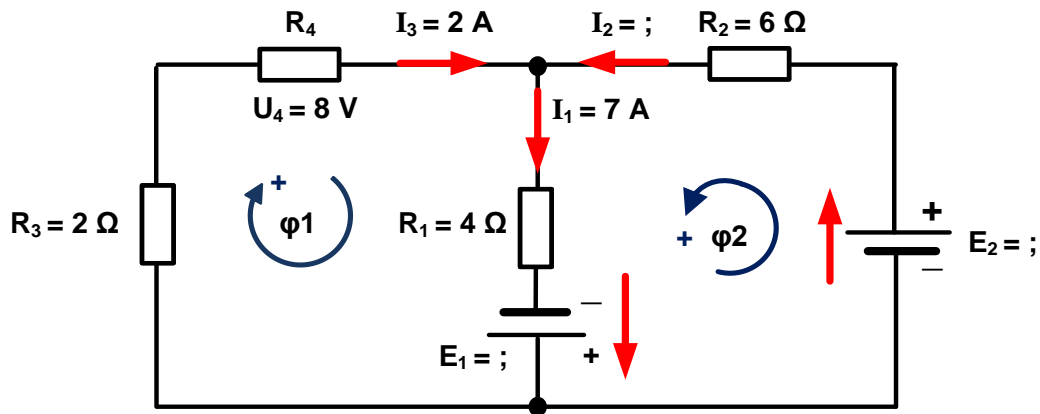 R4 I3 = 2 A I2 = ; R2 = 6 Ω
U4 = 8 V I1 = 7 A
+
R3 = 2 Ω φ1 R1 = 4 Ω + φ2 + E2 = ;
_
_
E1 = ; +